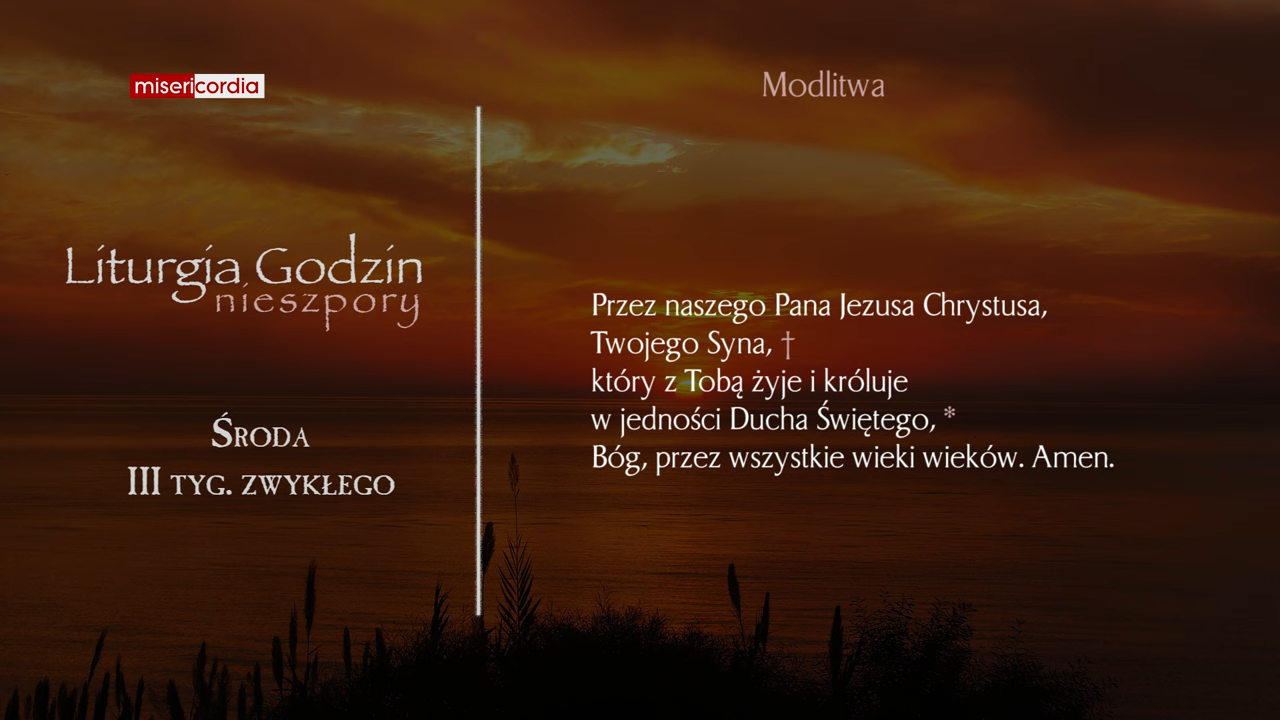 misericordia
Modlitwa
Liturgia Godzin
nieszpory
Przez naszego Pana Jezusa Chrystusa,
Twojego Syna, †
który z Tobą żyje i króluje
w jedności Ducha Świętego, *
Bóg, przez wszystkie wieki wieków. Amen.
Środa
III tyg. zwykłego